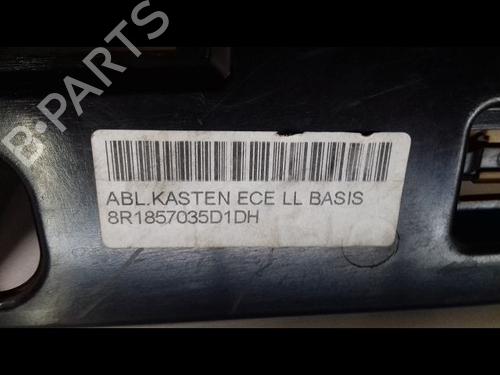 B-PARTS
ABL.KASTEN ECE LL BASIS
8R1857035D1DH